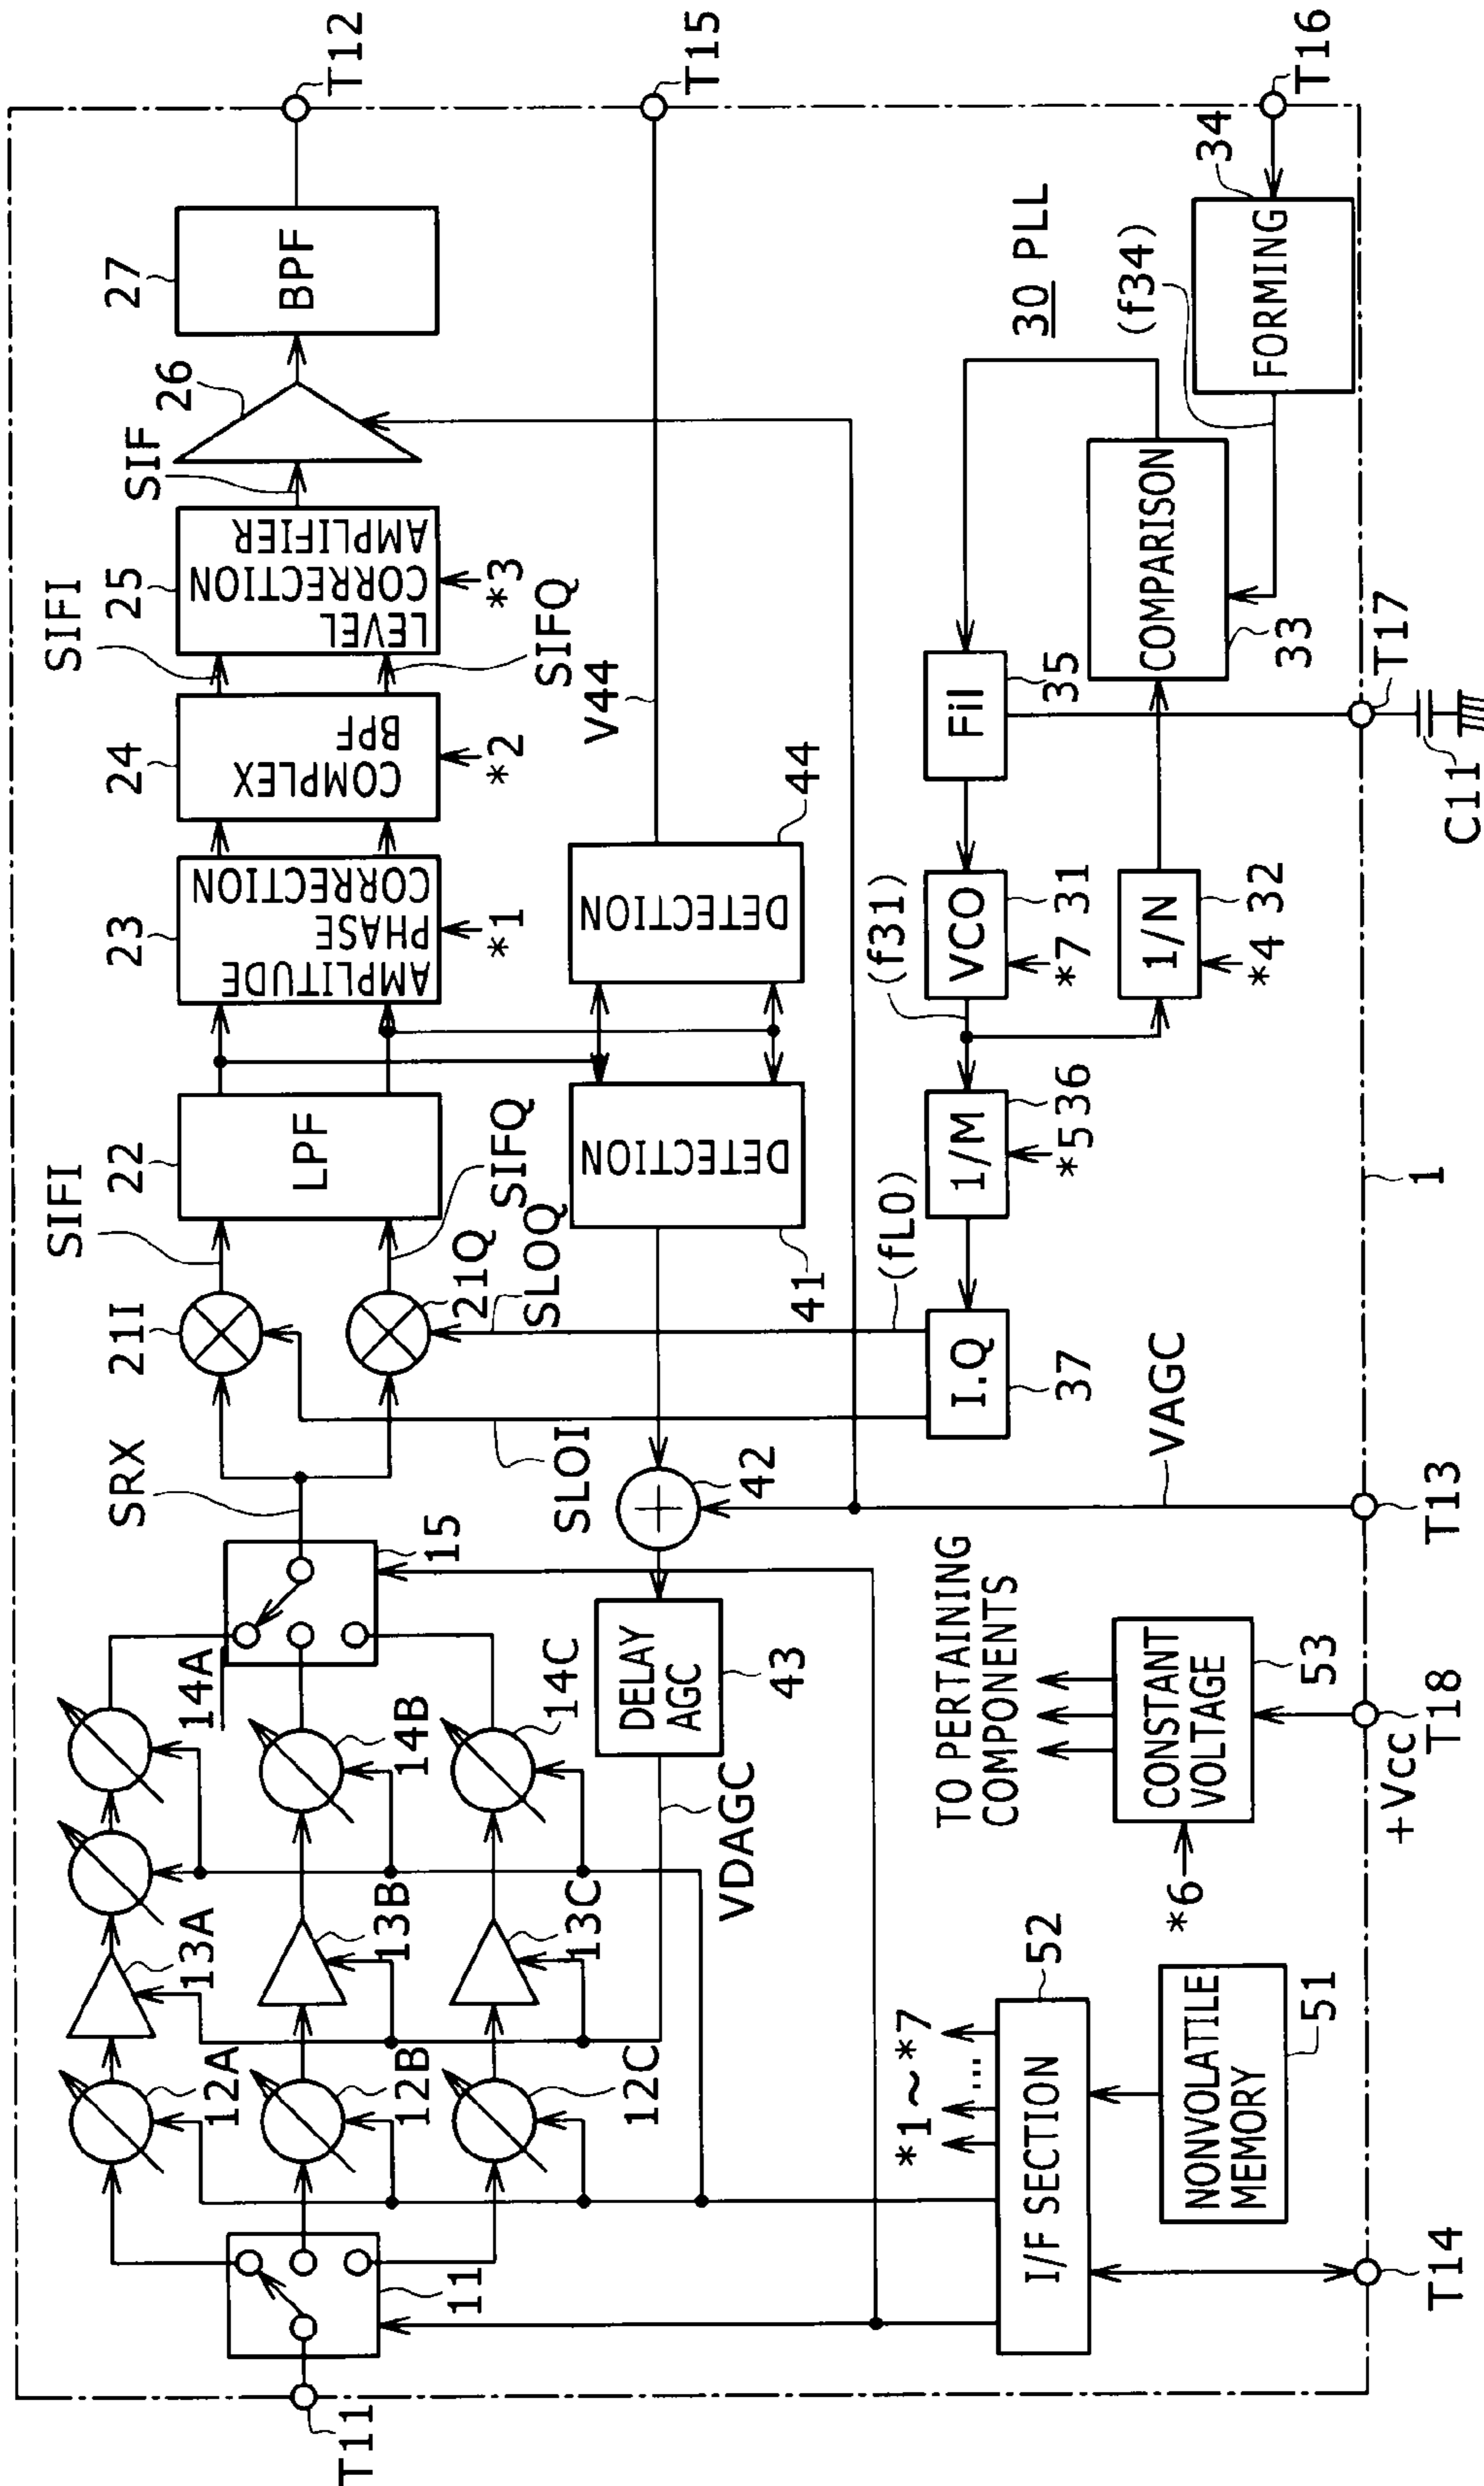 T11
11
12A
12B
12C
13A
13B
13C
14A
14B
14C
15
SRX
21I
21Q
SIFI
SIFQ
22
LPF
23
AMPLITUDE
PHASE
CORRECTION
*1
24
COMPLEX
BPF
*2
SIFI
SIFQ
25
LEVEL
CORRECTION
AMPLIFIER
*3
SIF
26
27
BPF
T12
VDAGC
DELAY
AGC
43
42
SLOI
SLOQ
DETECTION
41
DETECTION
44
V44
T15
I.Q
37
(fLO)
1/M
*5
36
(f31)
VCO
*7
31
1/N
*4
32
Fil
35
COMPARISON
33
30 PLL
(f34)
FORMING
34
T16
T17
C11
I/F SECTION
52
*1~*7
...
NONVOLATILE
MEMORY
51
T14
TO PERTAINING
COMPONENTS
CONSTANT
VOLTAGE
53
*6
+Vcc
T18
VAGC
T13
1